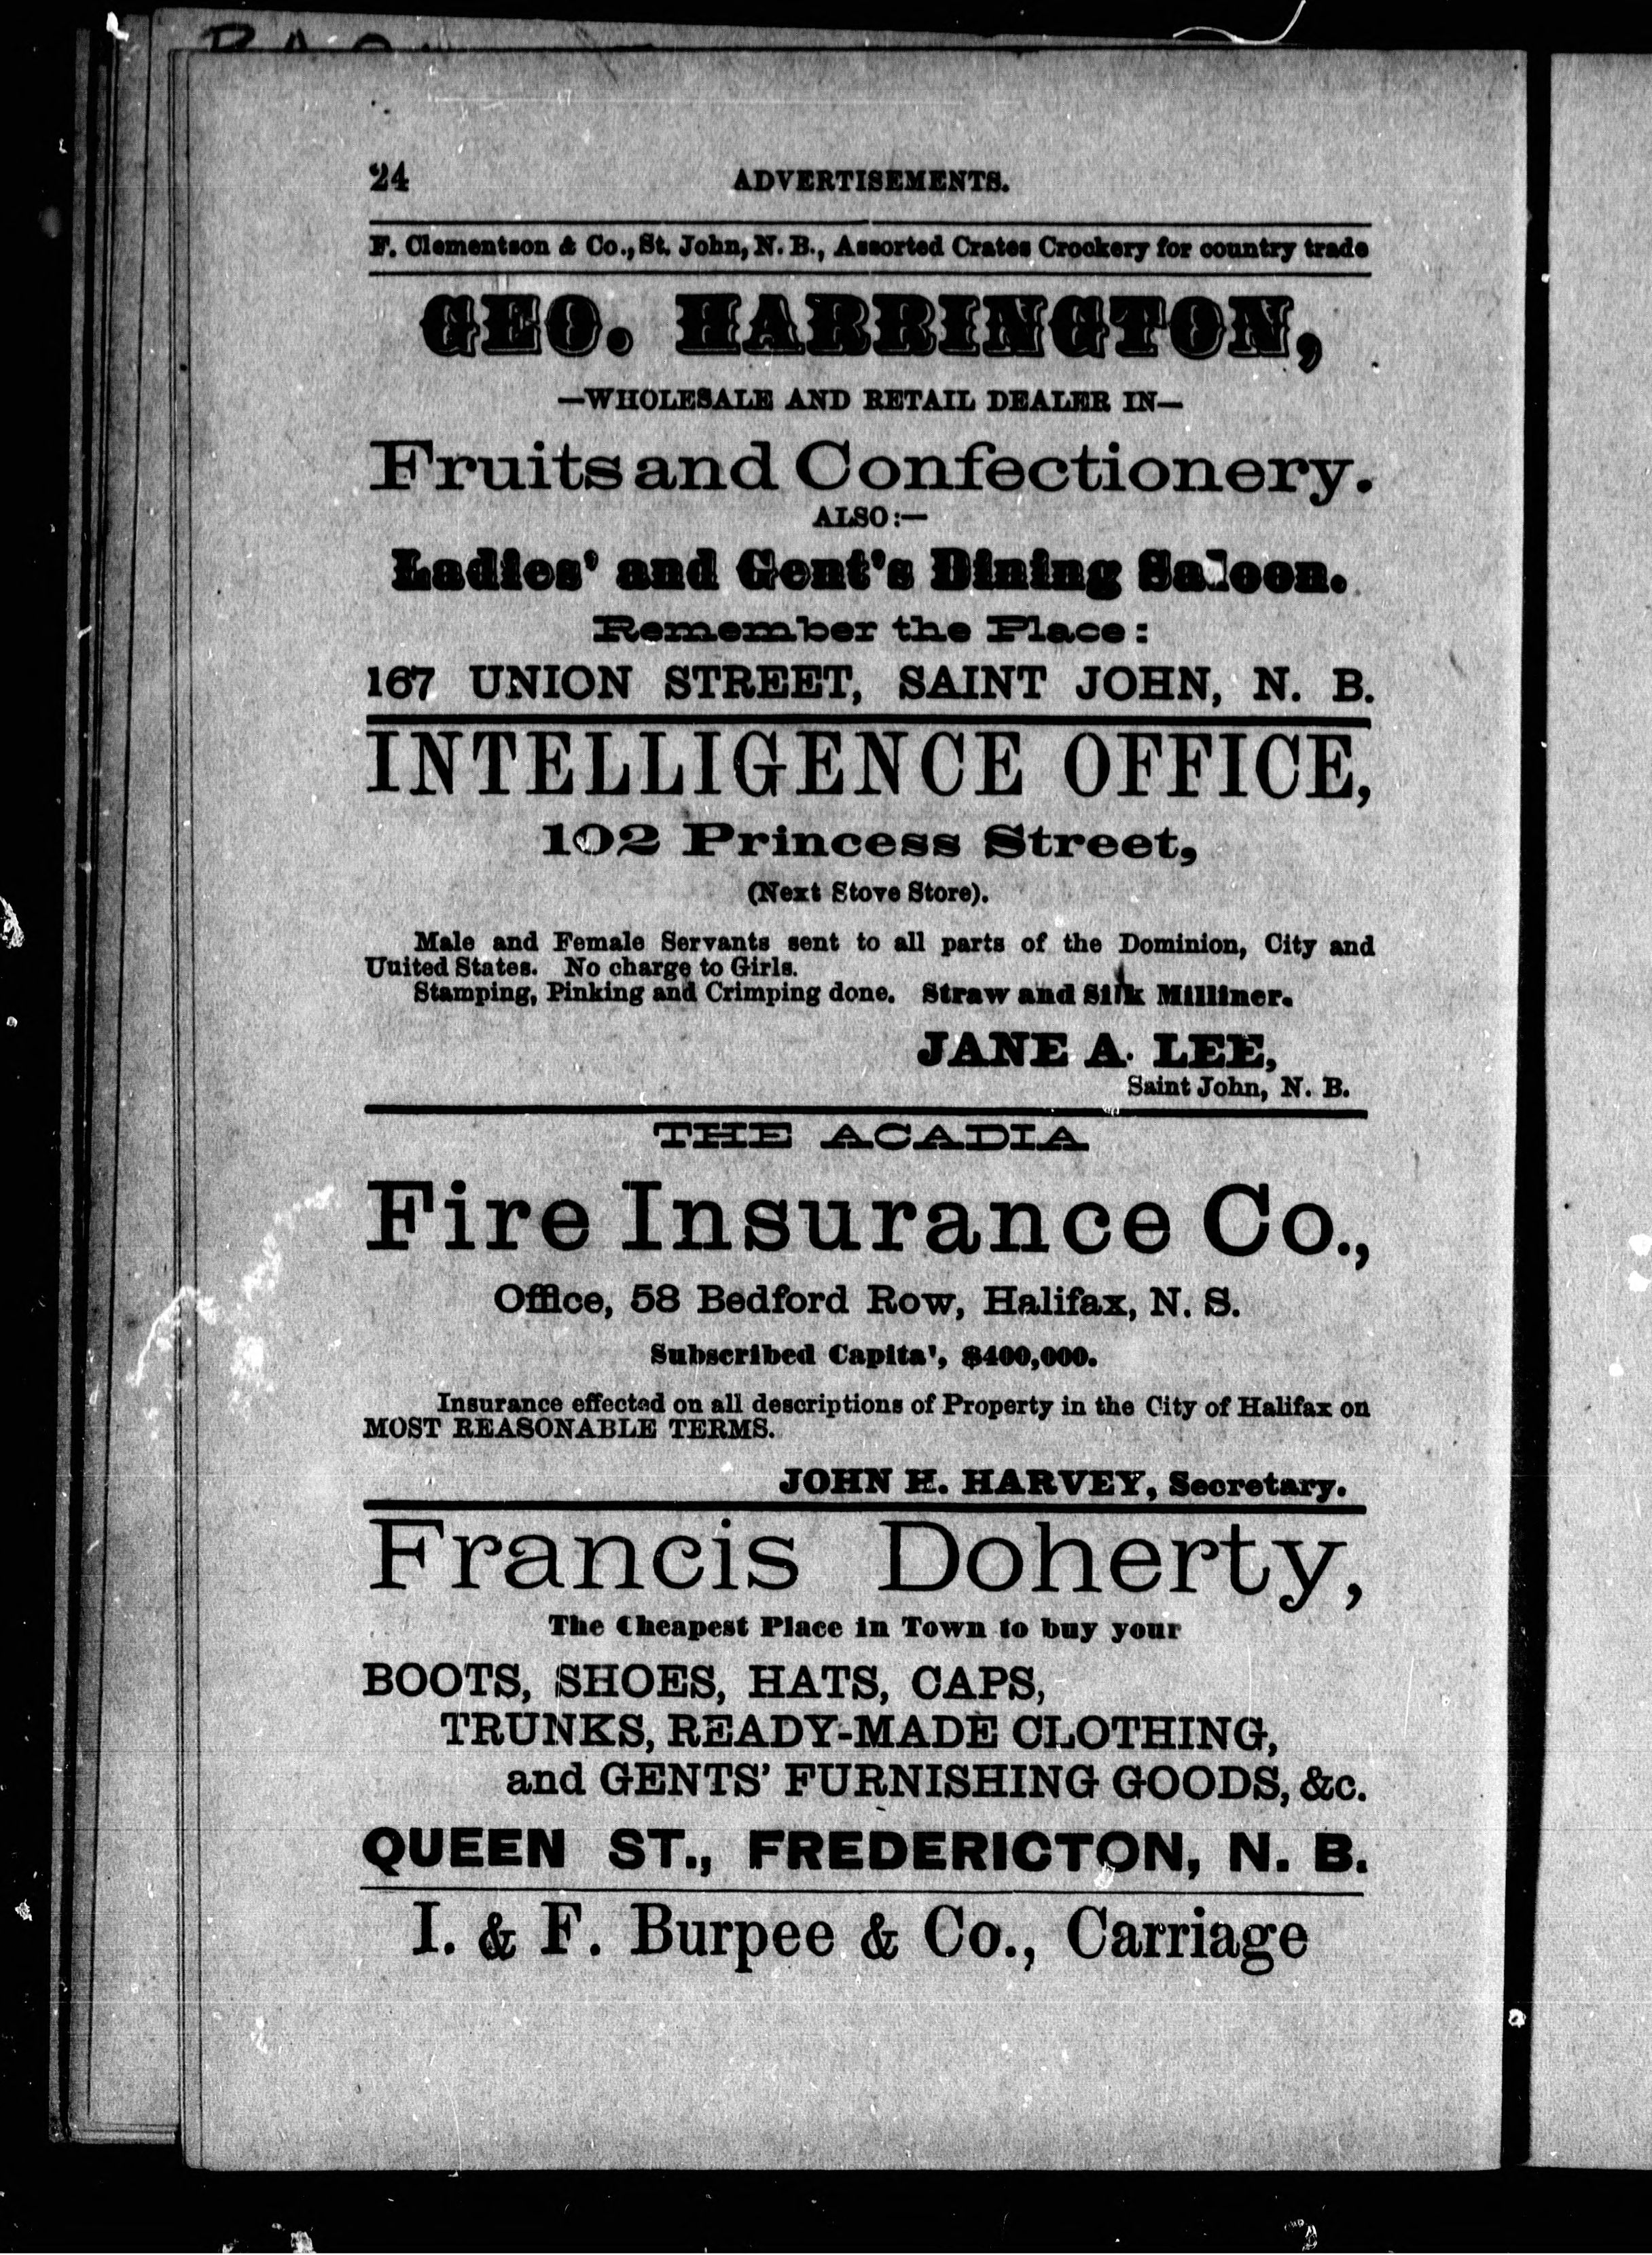 24 ADVERTISEMENTS.
F. Clementson & Co., St. John, N. B., Assorted Crates Crockery for country trade
GEO. HARRINGTON,
—WHOLESALE AND RETAIL DEALER IN—
Fruits and Confectionery.
ALSO:—
Ladies' and Gent's Dining Saloon.
Remember the Place:
167 UNION STREET, SAINT JOHN, N. B.
INTELLIGENCE OFFICE,
102 Princess Street,
(Next Stove Store).
Male and Female Servants sent to all parts of the Dominion, City and
United States. No charge to Girls.
Stamping, Pinking and Crimping done. Straw and Silk Milliner.
JANE A. LEE,
Saint John, N. B.
THE ACADIA
Fire Insurance Co.,
Office, 58 Bedford Row, Halifax, N. S.
Subscribed Capita', $400,000.
Insurance effected on all descriptions of Property in the City of Halifax on
MOST REASONABLE TERMS.
JOHN H. HARVEY, Secretary.
Francis Doherty,
The Cheapest Place in Town to buy your
BOOTS, SHOES, HATS, CAPS,
TRUNKS, READY-MADE CLOTHING,
and GENTS' FURNISHING GOODS, &c.
QUEEN ST., FREDERICTON, N. B.
I. & F. Burpee & Co., Carriage